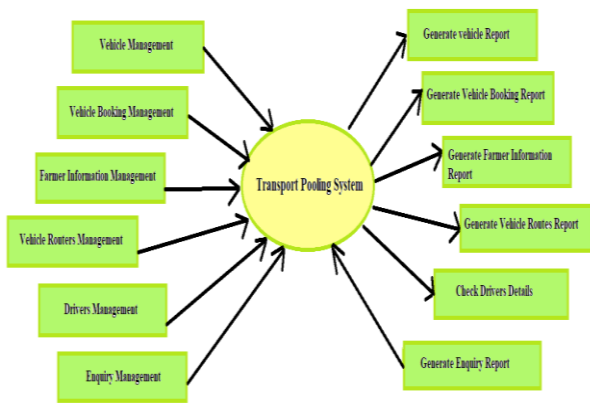 Vehicle Management
Vehicle Booking Management
Farmer Information Management
Vehicle Routers Management
Drivers Management
Enquiry Management
Transport Pooling System
Generate vehicle Report
Generate Vehicle Booking Report
Generate Farmer Information
Report
Generate Vehicle Routes Report
Check Drivers Details
Generate Enquiry Report